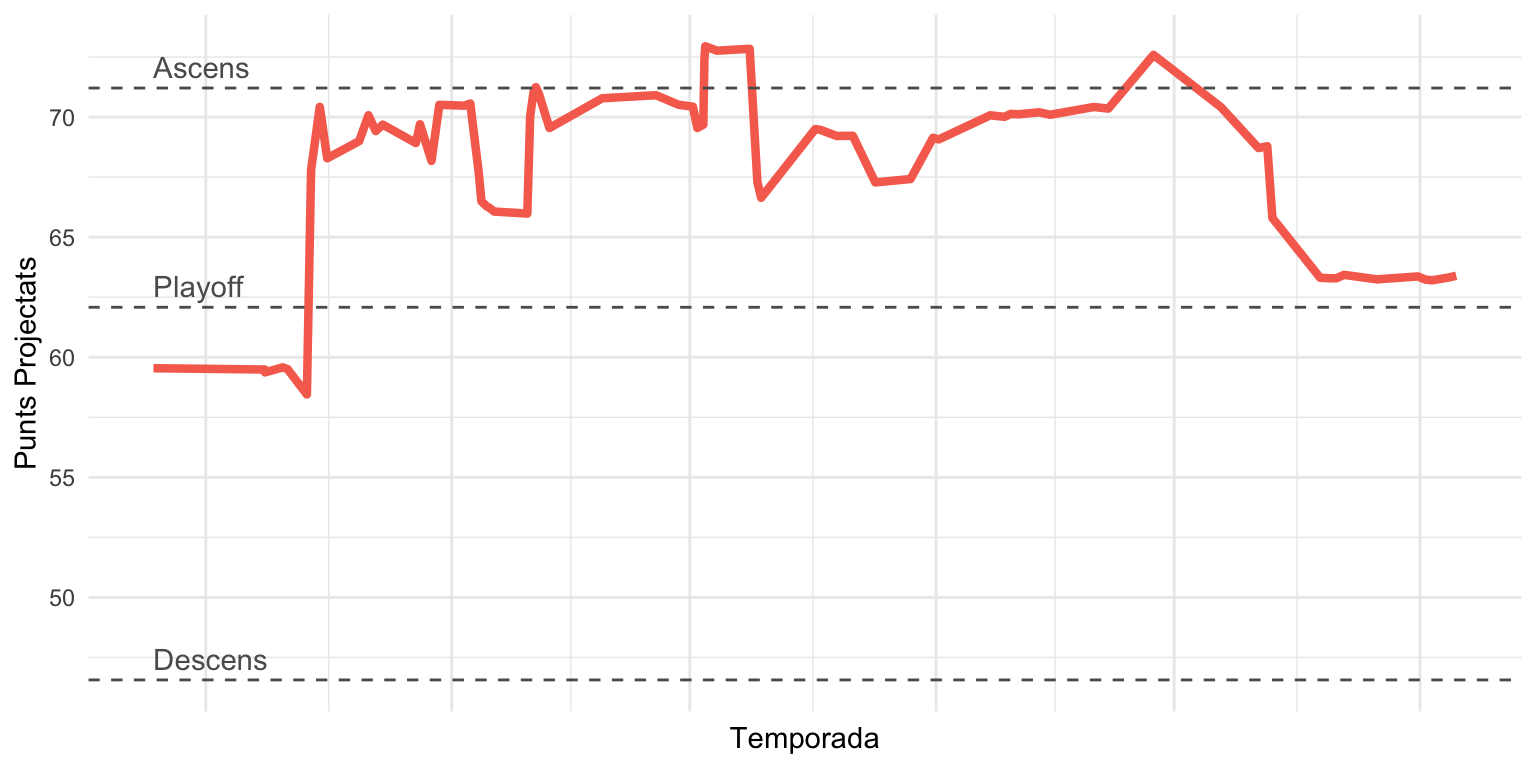 Ascens
70
65
Playoff
60
55
50
Descens
Punts Projectats
Temporada